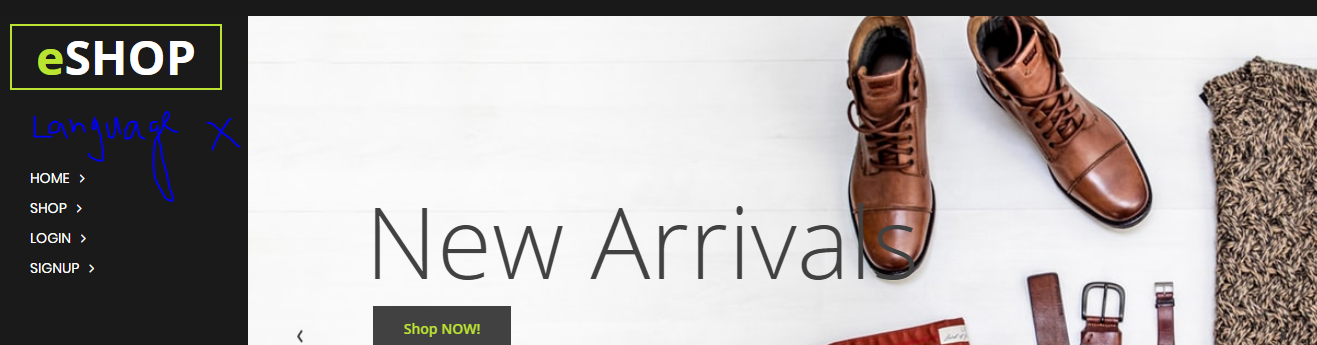 eSHOP
Language X
HOME >
SHOP >
LOGIN >
SIGNUP >
New Arrivals
Shop NOW!